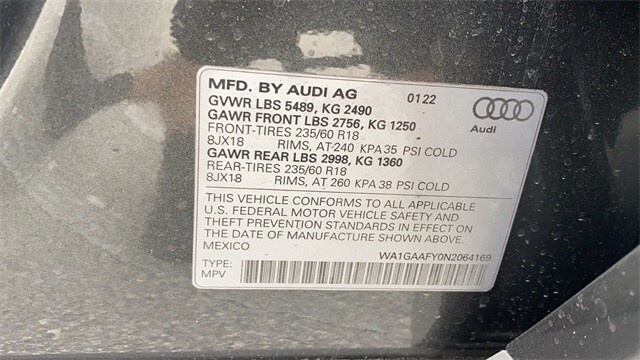 MFD. BY AUDI AG 01/22
GVWR LBS 5489, KG 2490
GAWR FRONT LBS 2756, KG 1250
FRONT-TIRES 235/60 R18
8JX18 RIMS, AT 240 KPA 35 PSI COLD
GAWR REAR LBS 2998, KG 1360
REAR-TIRES 235/60 R18
8JX18 RIMS, AT 260 KPA 38 PSI COLD
Audi
THIS VEHICLE CONFORMS TO ALL APPLICABLE
U.S. FEDERAL MOTOR VEHICLE SAFETY AND
THEFT PREVENTION STANDARDS IN EFFECT ON
THE DATE OF MANUFACTURE SHOWN ABOVE.
MEXICO
WA1GAAFY0N2064169
TYPE:
MPV